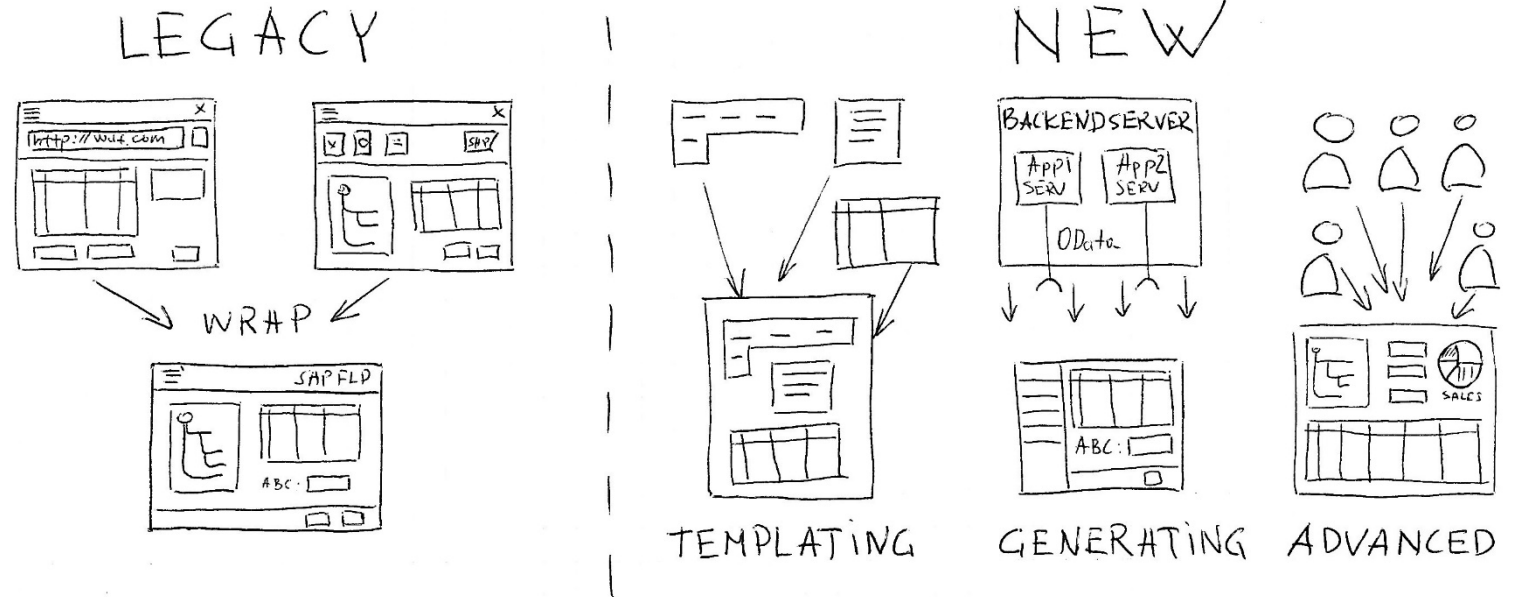 LEGACY
NEW
http://wut.com
SAP
WRAP
SAP FLP
ABC:
BACKENDSERVER
App1
SERV
App2
SERV
OData
ABC:
SALES
TEMPLATING
GENERATING
ADVANCED